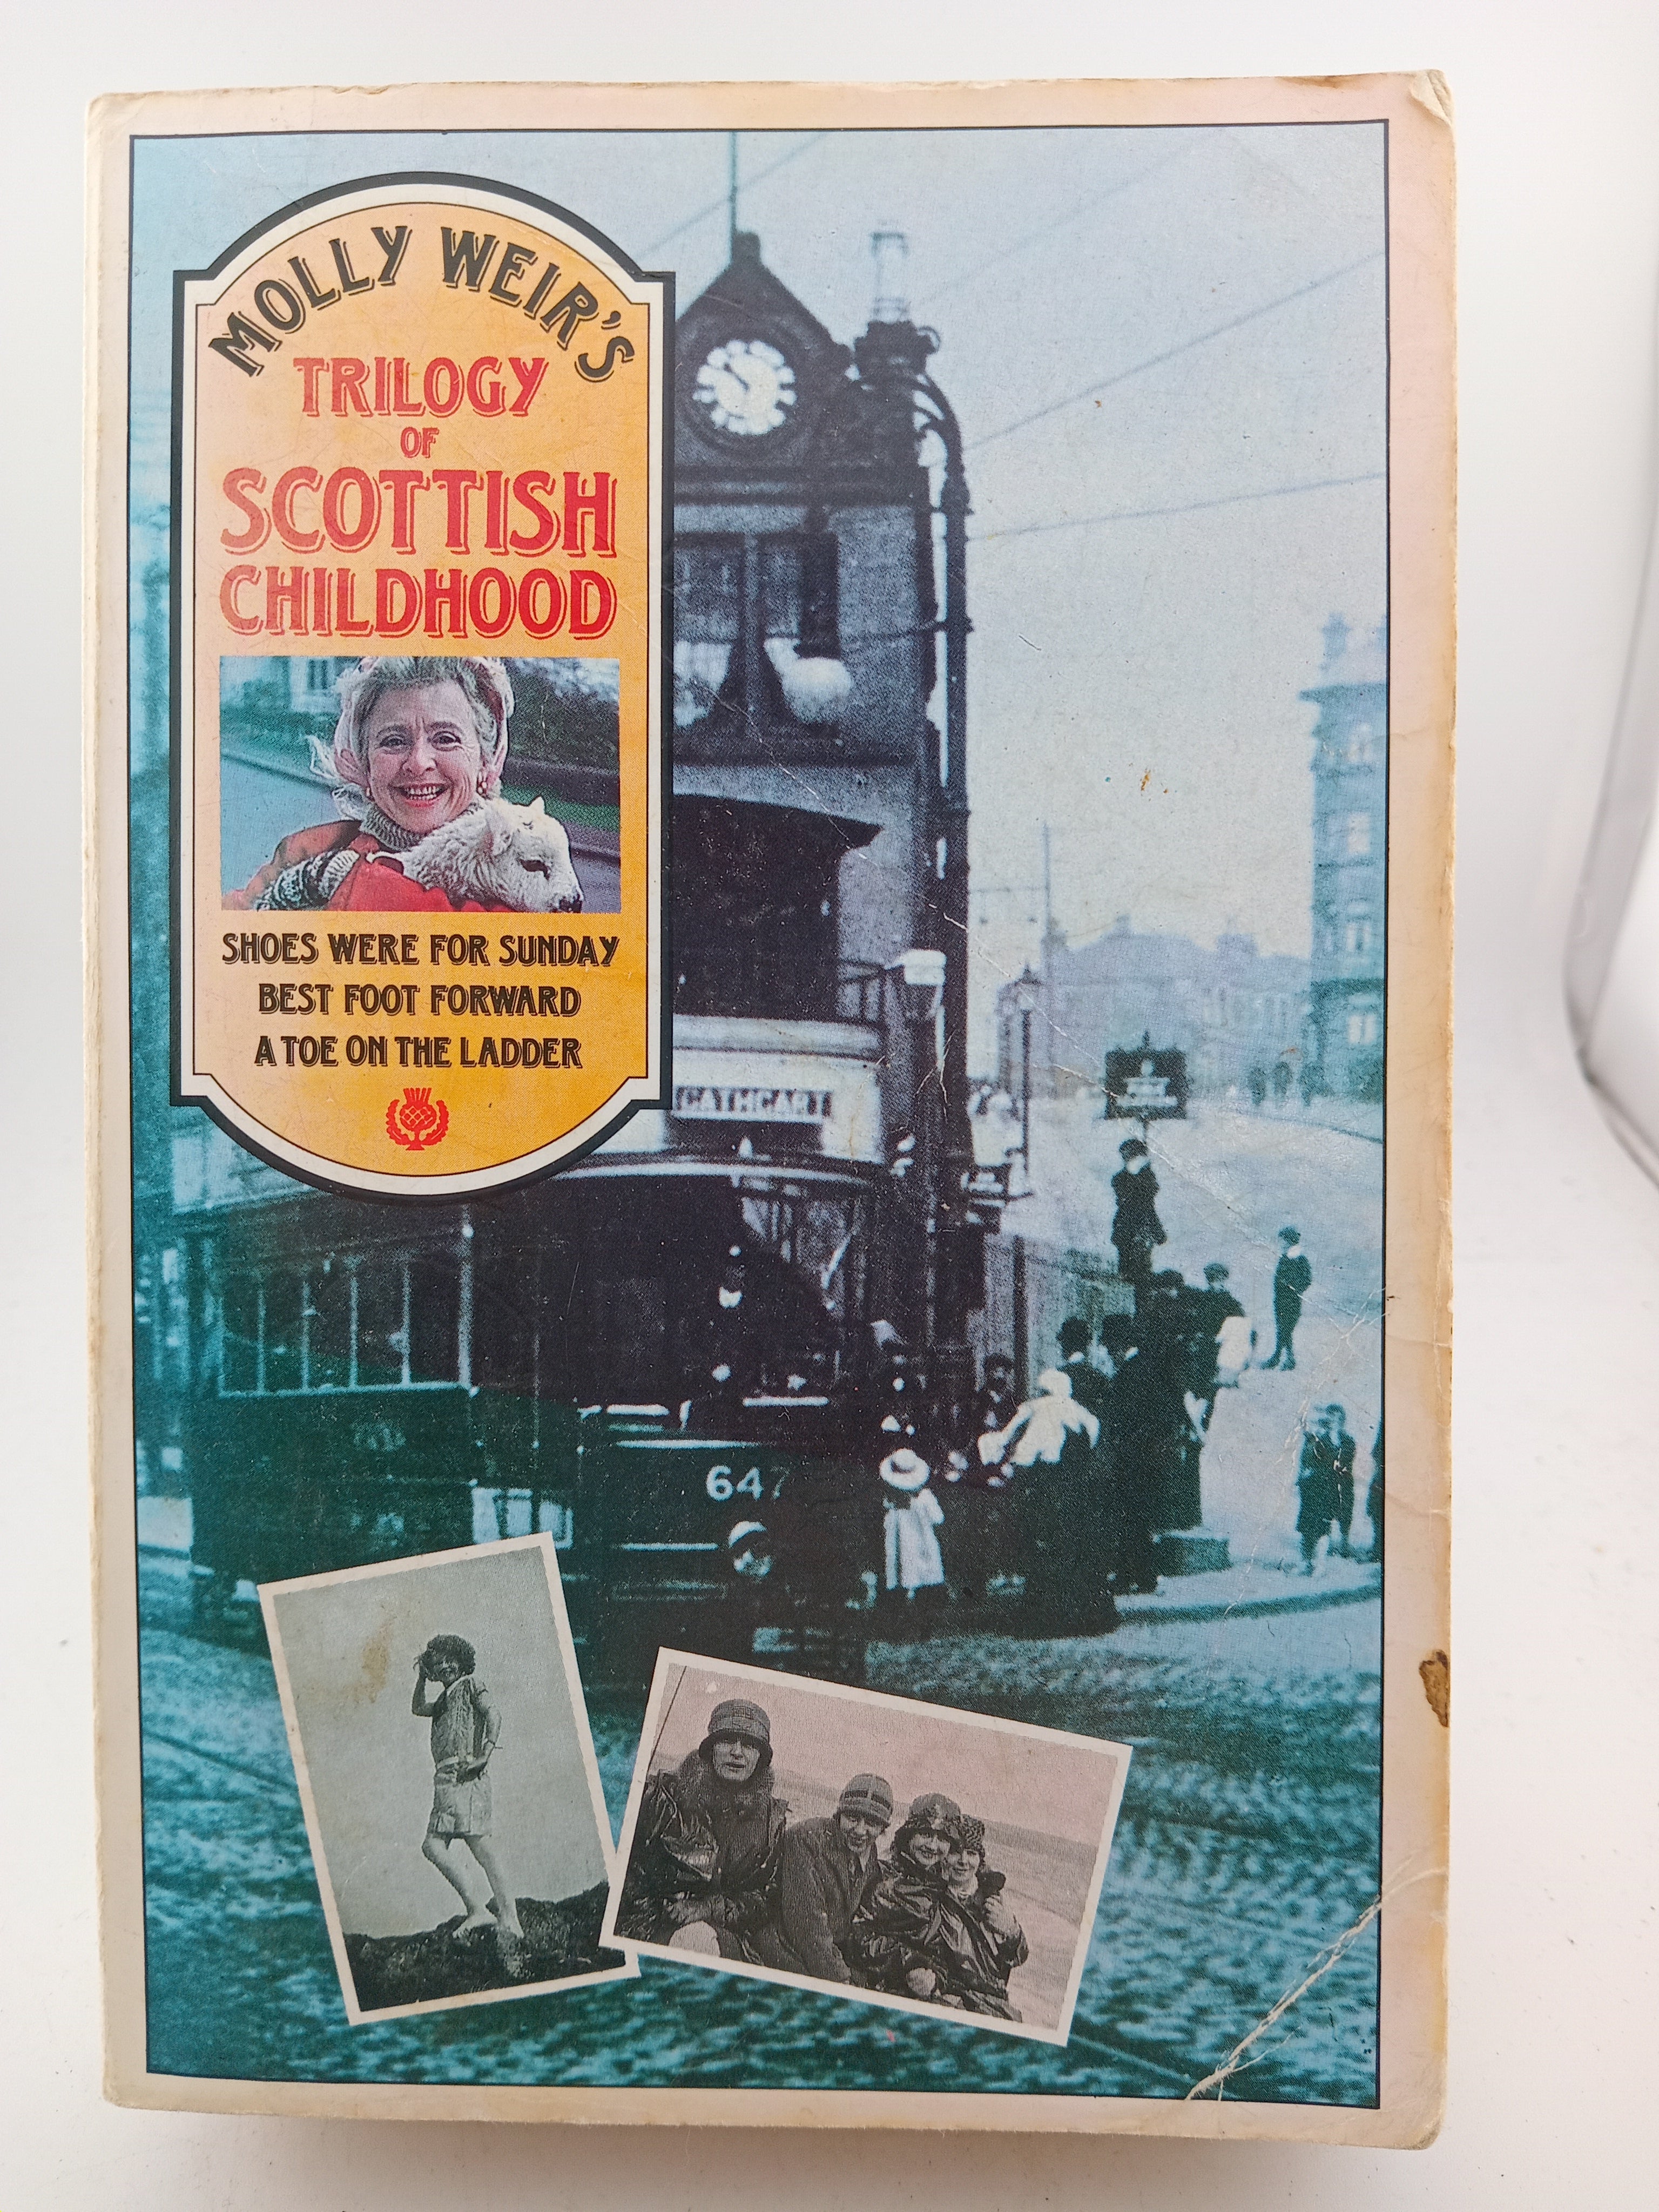 MOLLY WEIR'S
TRILOGY
OF
SCOTTISH
CHILDHOOD
SHOES WERE FOR SUNDAY
BEST FOOT FORWARD
A TOE ON THE LADDER
CATHCART
647